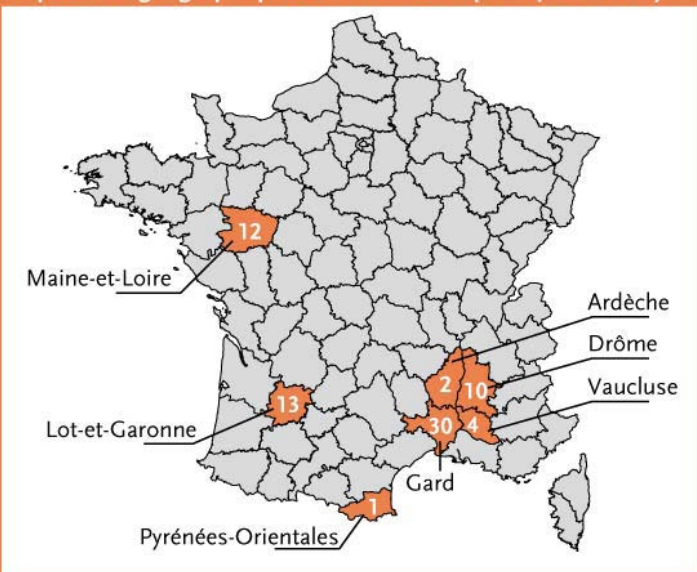 12
Maine-et-Loire
Ardèche
Drôme
2
10
Vaucluse
13
30
4
Lot-et-Garonne
Gard
1
Pyrénées-Orientales